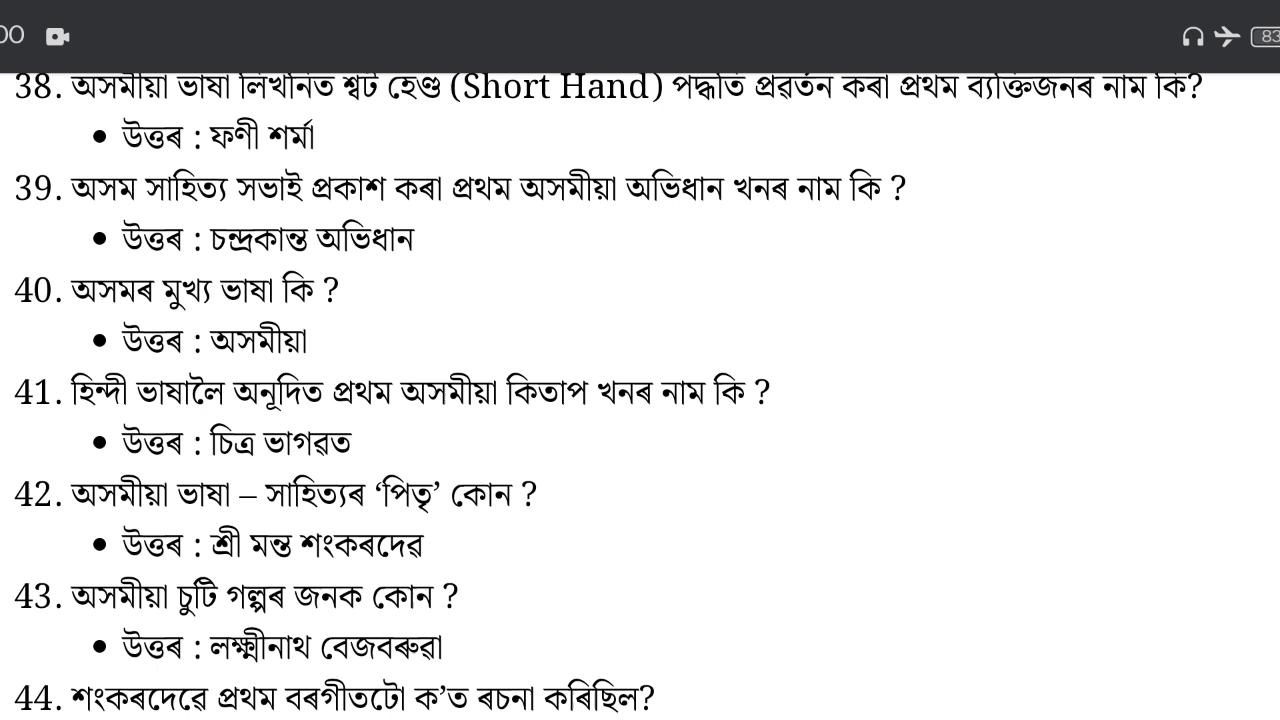 00
83
38. অসমীয়া ভাষা লিখনিত শ্বৰ্ট হেণ্ড (Short Hand) পদ্ধতি প্ৰৱৰ্তন কৰা প্ৰথম ব্যক্তিজনৰ নাম কি?
• উত্তৰ : ফণী শৰ্মা
39. অসম সাহিত্য সভাই প্ৰকাশ কৰা প্ৰথম অসমীয়া অভিধান খনৰ নাম কি ?
• উত্তৰ : চন্দ্ৰকান্ত অভিধান
40. অসমৰ মুখ্য ভাষা কি ?
• উত্তৰ : অসমীয়া
41. হিন্দী ভাষালৈ অনূদিত প্ৰথম অসমীয়া কিতাপ খনৰ নাম কি ?
• উত্তৰ : চিত্ৰ ভাগৱত
42. অসমীয়া ভাষা – সাহিত্যৰ ‘পিতৃ’ কোন ?
• উত্তৰ : শ্ৰী মন্ত শংকৰদেৱ
43. অসমীয়া চুটি গল্পৰ জনক কোন ?
• উত্তৰ : লক্ষ্মীনাথ বেজবৰুৱা
44. শংকৰদেৱে প্ৰথম বৰগীতটো ক’ত ৰচনা কৰিছিল?